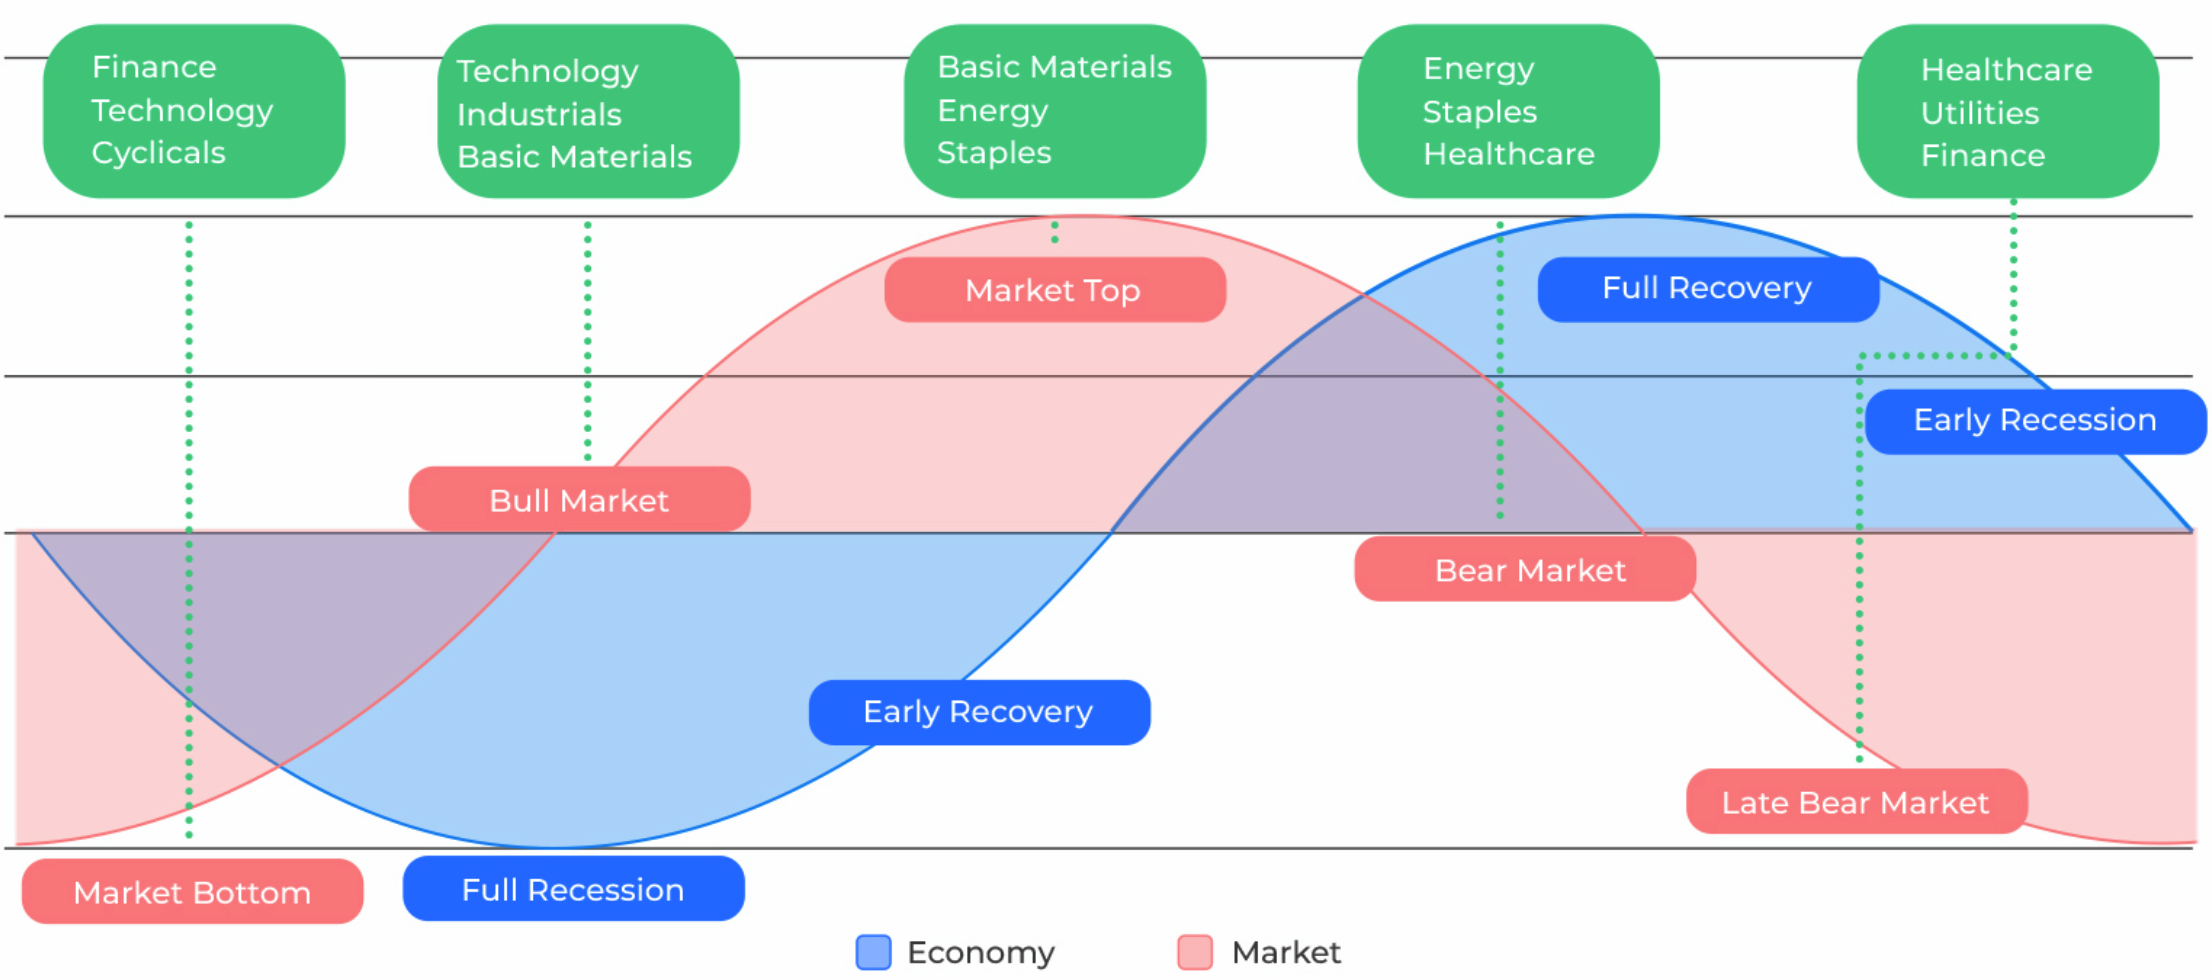 Finance
Technology
Cyclicals
Technology
Industrials
Basic Materials
Basic Materials
Energy
Staples
Energy
Staples
Healthcare
Healthcare
Utilities
Finance
Market Top
Full Recovery
Early Recession
Bull Market
Bear Market
Early Recovery
Late Bear Market
Market Bottom
Full Recession
Economy
Market